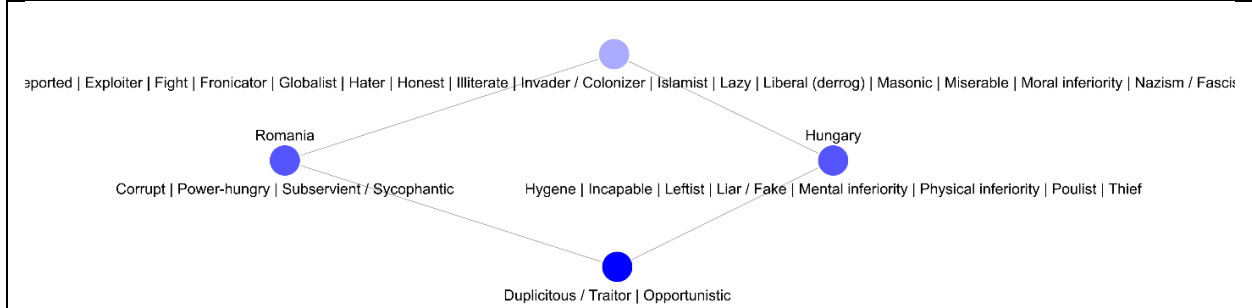 eported | Exploiter | Fight | Fronicator | Globalist | Hater | Honest | Illiterate | Invader / Colonizer | Islamist | Lazy | Liberal (derrog) | Masonic | Miserable | Moral inferiority | Nazism / Fascis
Romania
Hungary
Corrupt | Power-hungry | Subservient / Sycophantic
Hygene | Incapable | Leftist | Liar / Fake | Mental inferiority | Physical inferiority | Poulist | Thief
Duplicitous / Traitor | Opportunistic